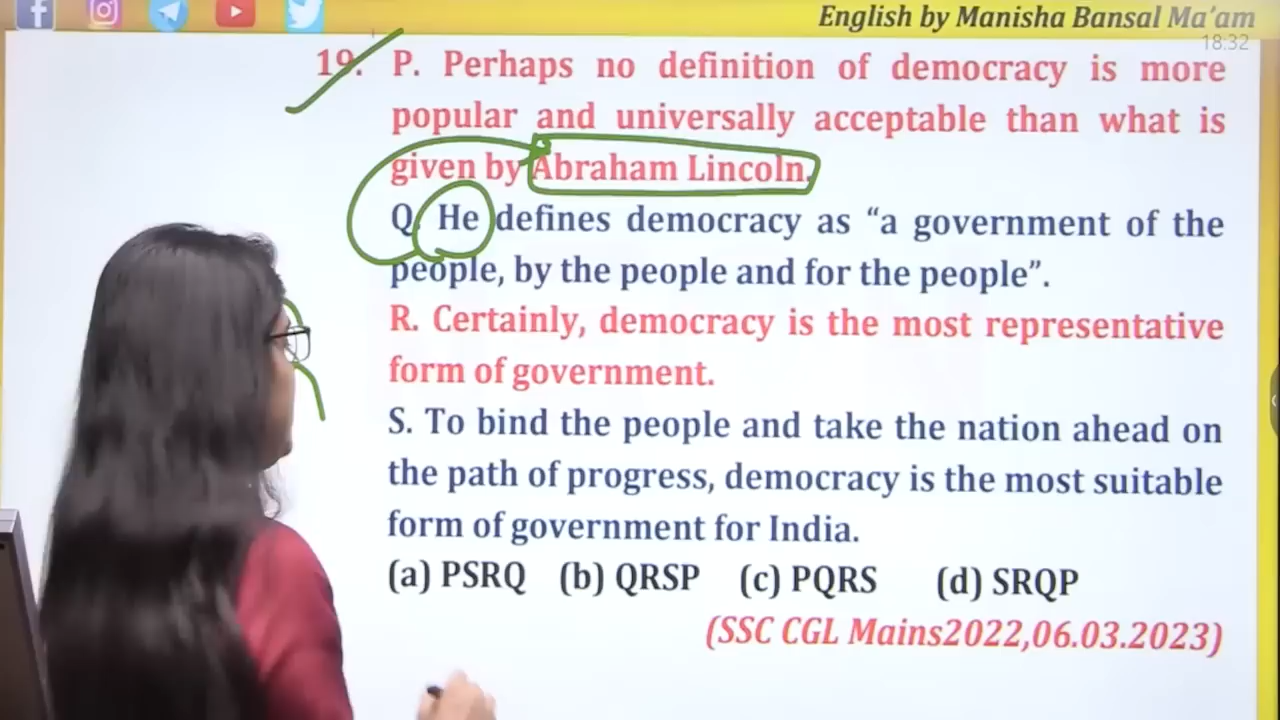 English by Manisha Bansal Ma'am
18:32
19. P. Perhaps no definition of democracy is more
popular and universally acceptable than what is
given by Abraham Lincoln.
Q. He defines democracy as “a government of the
people, by the people and for the people”.
R. Certainly, democracy is the most representative
form of government.
S. To bind the people and take the nation ahead on
the path of progress, democracy is the most suitable
form of government for India.
(a) PSRQ (b) QRSP (c) PQRS (d) SRQP
(SSC CGL Mains2022,06.03.2023)